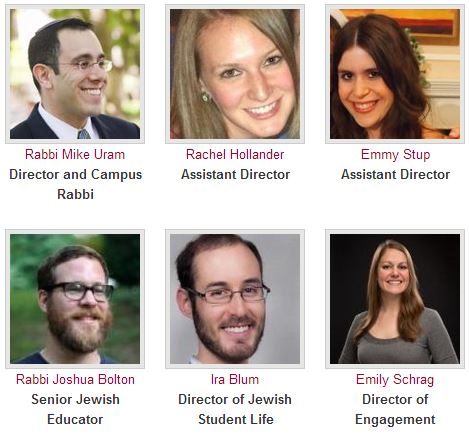 Rabbi Mike Uram
Director and Campus
Rabbi
Rachel Hollander
Assistant Director
Emmy Stup
Assistant Director
Rabbi Joshua Bolton
Senior Jewish
Educator
Ira Blum
Director of Jewish
Student Life
Emily Schrag
Director of
Engagement